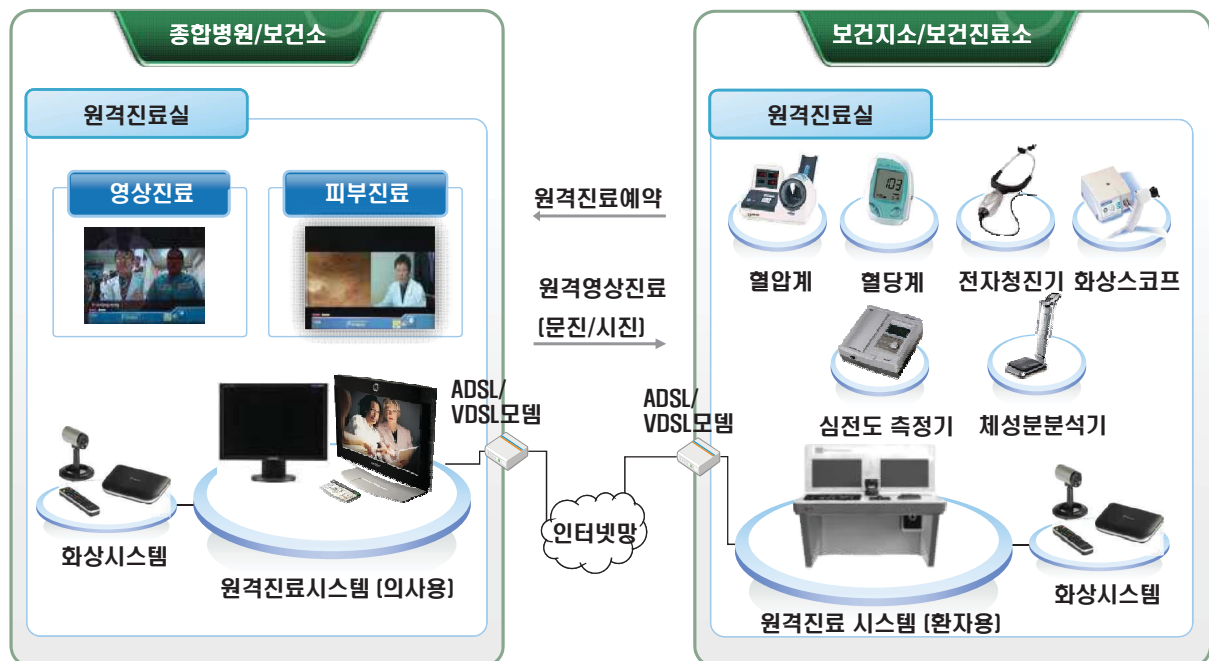 종합병원/보건소
원격진료실
영상진료
피부진료
화상시스템
원격진료시스템 (의사용)
원격진료예약
원격영상진료
(문진/시진)
ADSL/
VDSL모뎀
인터넷망
ADSL/
VDSL모뎀
보건지소/보건진료소
원격진료실
103
혈압계
혈당계
전자청진기
화상스코프
심전도 측정기
체성분분석기
원격진료 시스템 (환자용)
화상시스템